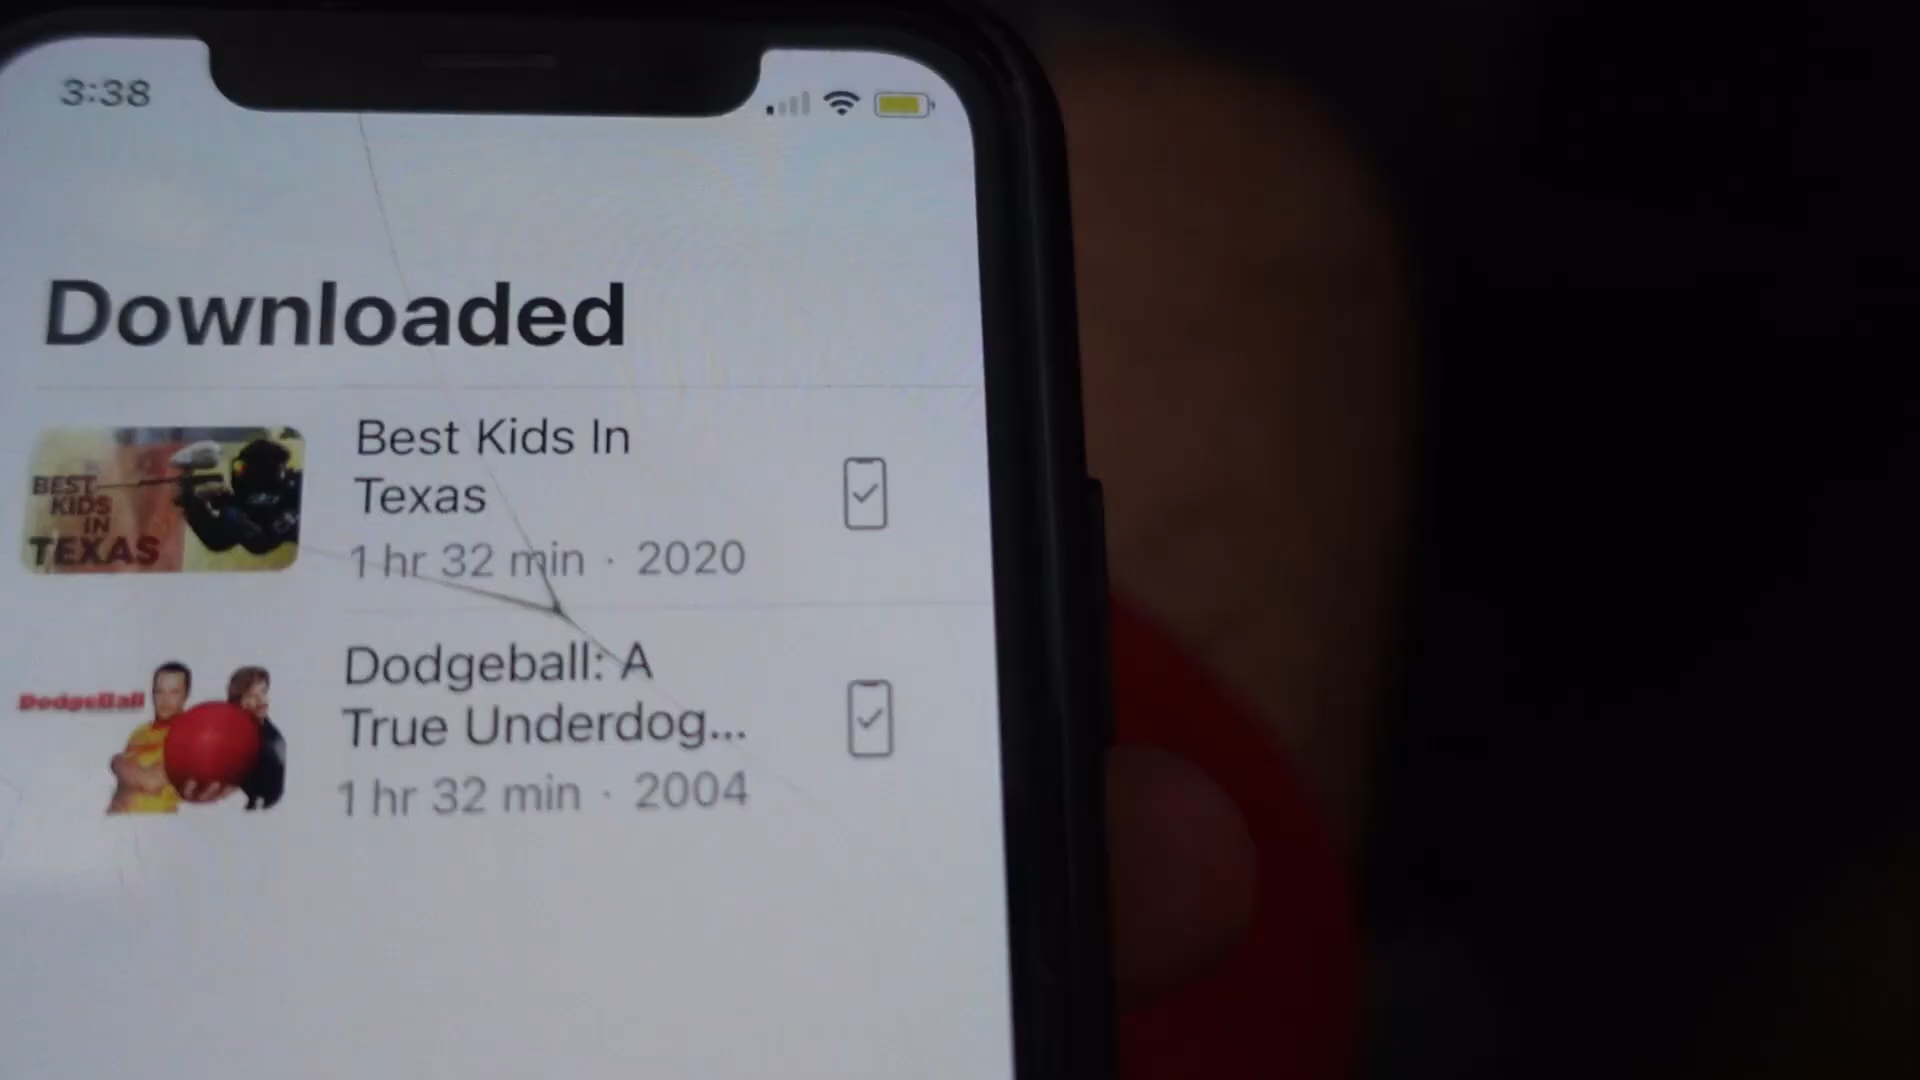 3:38
Downloaded
Best Kids In
Texas
1 hr 32 min · 2020
BEST
KIDS
IN
TEXAS
Dodgeball: A
True Underdog...
1 hr 32 min · 2004
DodgeBall